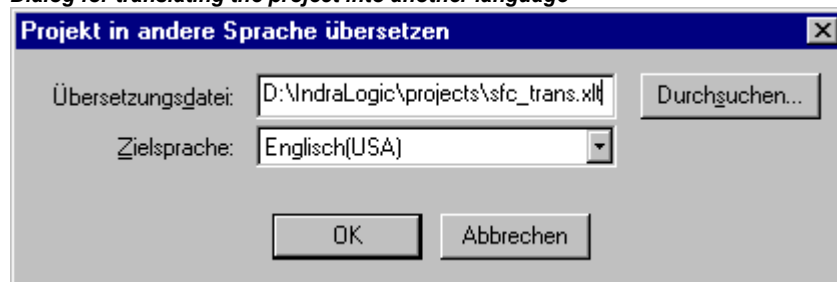 Dialog for translating the project into another language
Projekt in andere Sprache übersetzen
Übersetzungsdatei: D:\IndraLogic\projects\sfc_trans.xlt Durchsuchen...
Zielsprache: Englisch(USA)
OK Abbrechen